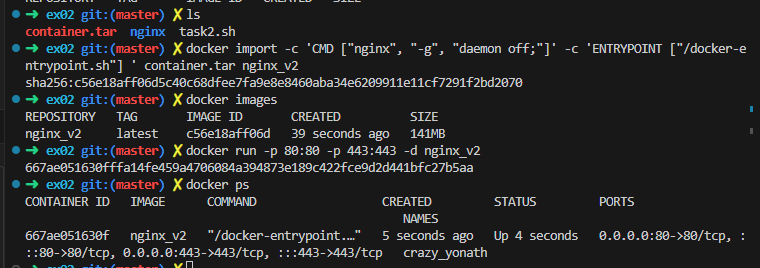 REPOSITORY   TAG       IMAGE ID   CREATED   SIZE
➜ ex02 git:(master) ✗ ls
container.tar  nginx  task2.sh
➜ ex02 git:(master) ✗ docker import -c 'CMD ["nginx", "-g", "daemon off;"]' -c 'ENTRYPOINT ["/docker-e
ntrypoint.sh"] ' container.tar nginx_v2
sha256:c56e18aff06d5c40c68dfee7fa9e8e8460aba34e6209911e11cf7291f2bd2070
➜ ex02 git:(master) ✗ docker images
REPOSITORY   TAG       IMAGE ID       CREATED          SIZE
nginx_v2     latest    c56e18aff06d   39 seconds ago   141MB
➜ ex02 git:(master) ✗ docker run -p 80:80 -p 443:443 -d nginx_v2
667ae051630fffa14fe459a4706084a394873e189c422fce9d2d441bfc27b5aa
➜ ex02 git:(master) ✗ docker ps
CONTAINER ID   IMAGE      COMMAND                  CREATED         STATUS         PORTS
NAMES
667ae051630f   nginx_v2   "/docker-entrypoint.…"   5 seconds ago   Up 4 seconds   0.0.0.0:80->80/tcp, :
::80->80/tcp, 0.0.0.0:443->443/tcp, :::443->443/tcp   crazy_yonath
➜ ex02 git:(master) ✗